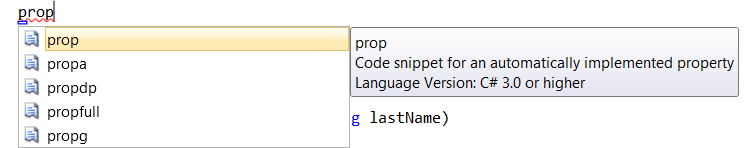 prop
prop
propa
propdp
propfull
propg
prop
Code snippet for an automatically implemented property
Language Version: C# 3.0 or higher
g lastName)